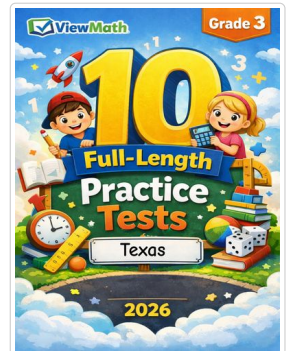 ViewMath
Grade 3
10
Full-Length
Practice
Tests
Texas
2026